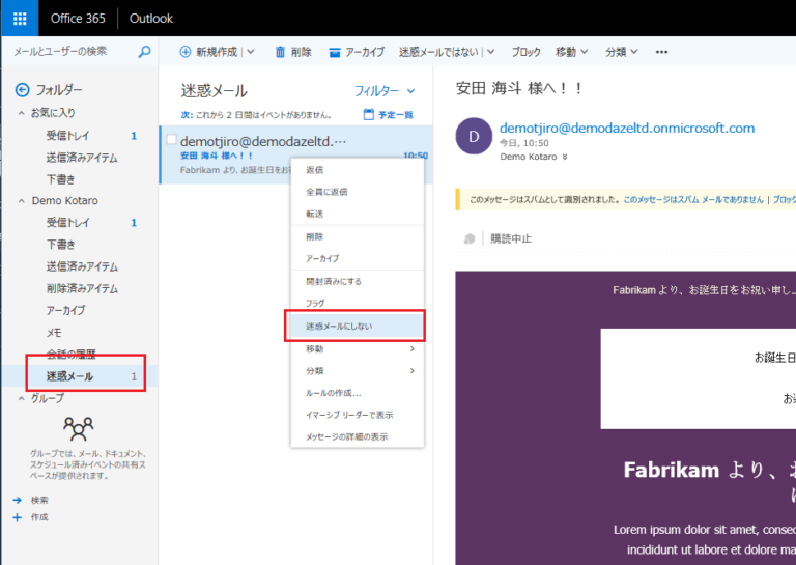 Office 365 Outlook
メールとユーザーの検索
新規作成 | 削除 アーカイブ 迷惑メールではない | ブロック 移動 分類 •••
フォルダー
お気に入り
受信トレイ 1
送信済みアイテム
下書き
Demo Kotaro
受信トレイ 1
下書き
送信済みアイテム
削除済みアイテム
アーカイブ
メモ
会話の履歴
迷惑メール 1
グループ
グループでは、メール、ドキュメント、
スケジュール済みイベントの共有ス
ペースが提供されます。
検索
作成
迷惑メール フィルター
次: これから 2 日間はイベントがありません。 予定一覧
demotjiro@demodazeltd.…
安田 海斗 様へ！！ 10:50
Fabrikam より、お誕生日をお
返信
全員に返信
転送
削除
アーカイブ
開封済みにする
フラグ
迷惑メールにしない
移動
分類
ルールの作成...
イマーシブ リーダーで表示
メッセージの詳細の表示
安田 海斗 様へ！！
D
demotjiro@demodazeltd.onmicrosoft.com
今日, 10:50
Demo Kotaro
このメッセージはスパムとして識別されました。このメッセージはスパム メールでありません | ブロック
購読中止
Fabrikam より、お誕生日をお祝い申し
お誕生日
お
Fabrikam より、
Lorem ipsum dolor sit amet, consec
incididunt ut labore et dolore ma